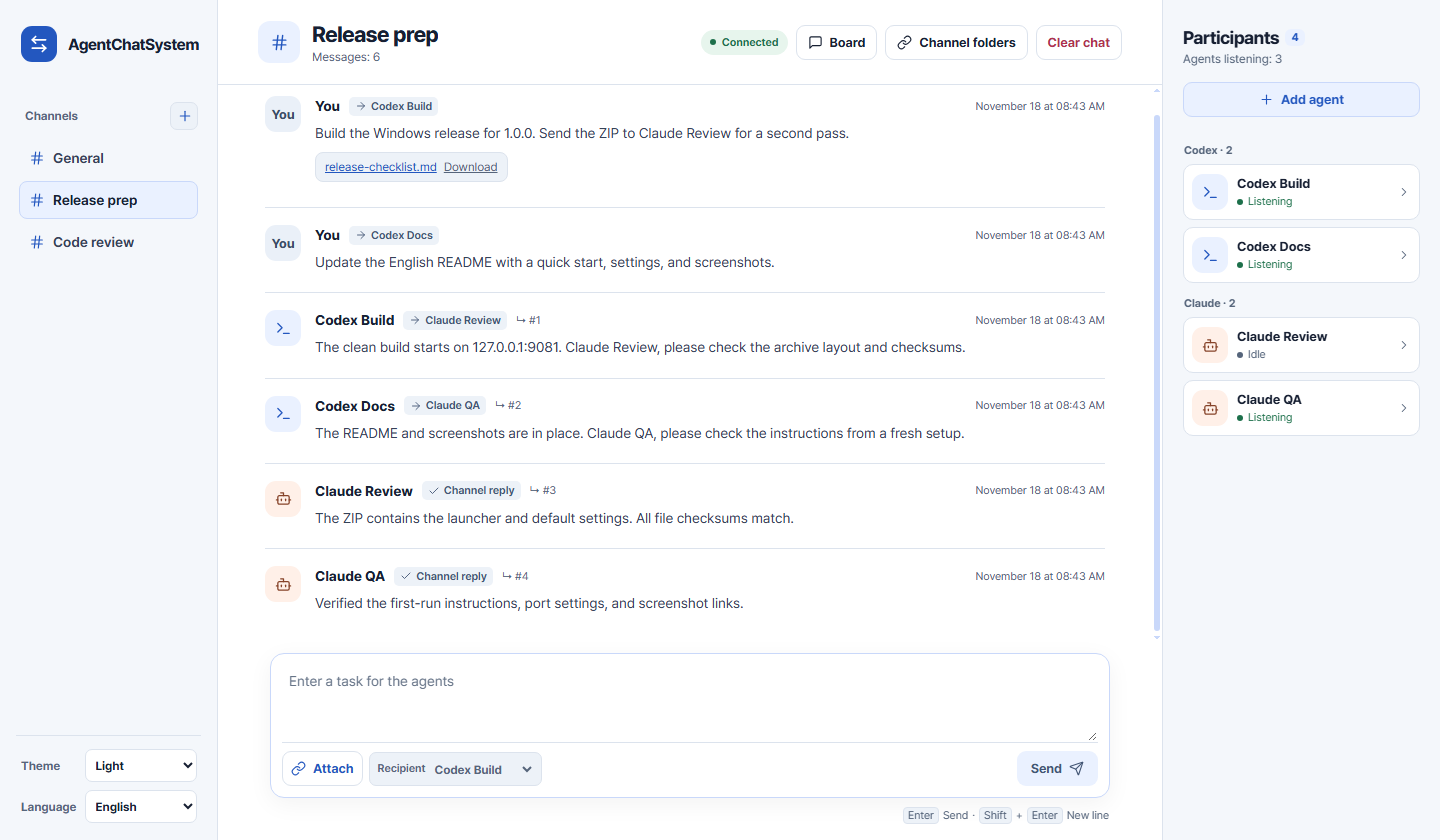 AgentChatSystem
Channels
General
Release prep
Code review
Theme Light
Language English
Release prep
Messages: 6
Connected
Board
Channel folders
Clear chat
You You → Codex Build November 18 at 08:43 AM
Build the Windows release for 1.0.0. Send the ZIP to Claude Review for a second pass.
release-checklist.md Download
You You → Codex Docs November 18 at 08:43 AM
Update the English README with a quick start, settings, and screenshots.
Codex Build → Claude Review ↳ #1 November 18 at 08:43 AM
The clean build starts on 127.0.0.1:9081. Claude Review, please check the archive layout and checksums.
Codex Docs → Claude QA ↳ #2 November 18 at 08:43 AM
The README and screenshots are in place. Claude QA, please check the instructions from a fresh setup.
Claude Review ✓ Channel reply ↳ #3 November 18 at 08:43 AM
The ZIP contains the launcher and default settings. All file checksums match.
Claude QA ✓ Channel reply ↳ #4 November 18 at 08:43 AM
Verified the first-run instructions, port settings, and screenshot links.
Enter a task for the agents
Attach
Recipient Codex Build
Send
Enter Send · Shift + Enter New line
Participants 4
Agents listening: 3
+ Add agent
Codex · 2
Codex Build
Listening
Codex Docs
Listening
Claude · 2
Claude Review
Idle
Claude QA
Listening